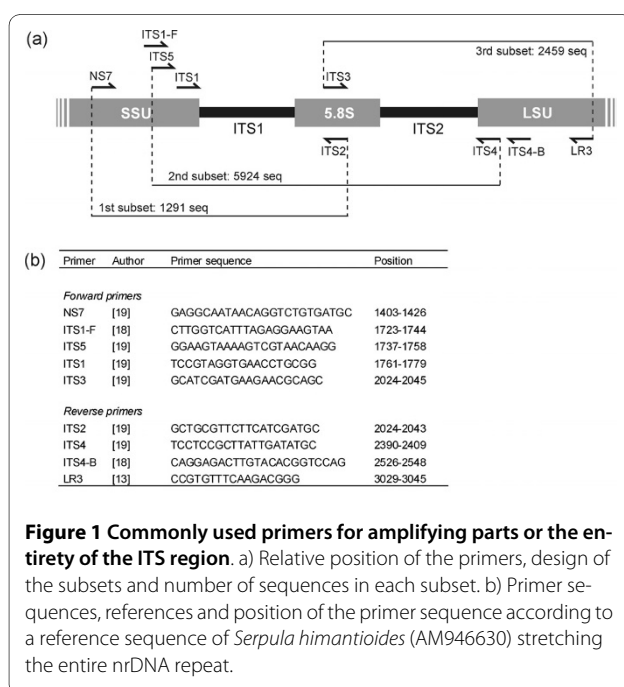 (a)
ITS1-F
ITS5
NS7 ITS1 ITS3 3rd subset: 2459 seq
SSU 5.8S LSU
ITS1 ITS2
ITS2 ITS4 ITS4-B LR3
2nd subset: 5924 seq
1st subset: 1291 seq
(b) Primer Author Primer sequence Position
Forward primers
NS7 [19] GAGGCAATAACAGGTCTGTGATGC 1403-1426
ITS1-F [18] CTTGGTCATTTAGAGGAAGTAA 1723-1744
ITS5 [19] GGAAGTAAAAGTCGTAACAAGG 1737-1758
ITS1 [19] TCCGTAGGTGAACCTGCGG 1761-1779
ITS3 [19] GCATCGATGAAGAACGCAGC 2024-2045
Reverse primers
ITS2 [19] GCTGCGTTCTTCATCGATGC 2024-2043
ITS4 [19] TCCTCCGCTTATTGATATGC 2390-2409
ITS4-B [18] CAGGAGACTTGTACACGGTCCAG 2526-2548
LR3 [13] CCGTGTTTCAAGACGGG 3029-3045
Figure 1 Commonly used primers for amplifying parts or the en-
tirety of the ITS region. a) Relative position of the primers, design of
the subsets and number of sequences in each subset. b) Primer se-
quences, references and position of the primer sequence according to
a reference sequence of Serpula himantioides (AM946630) stretching
the entire nrDNA repeat.